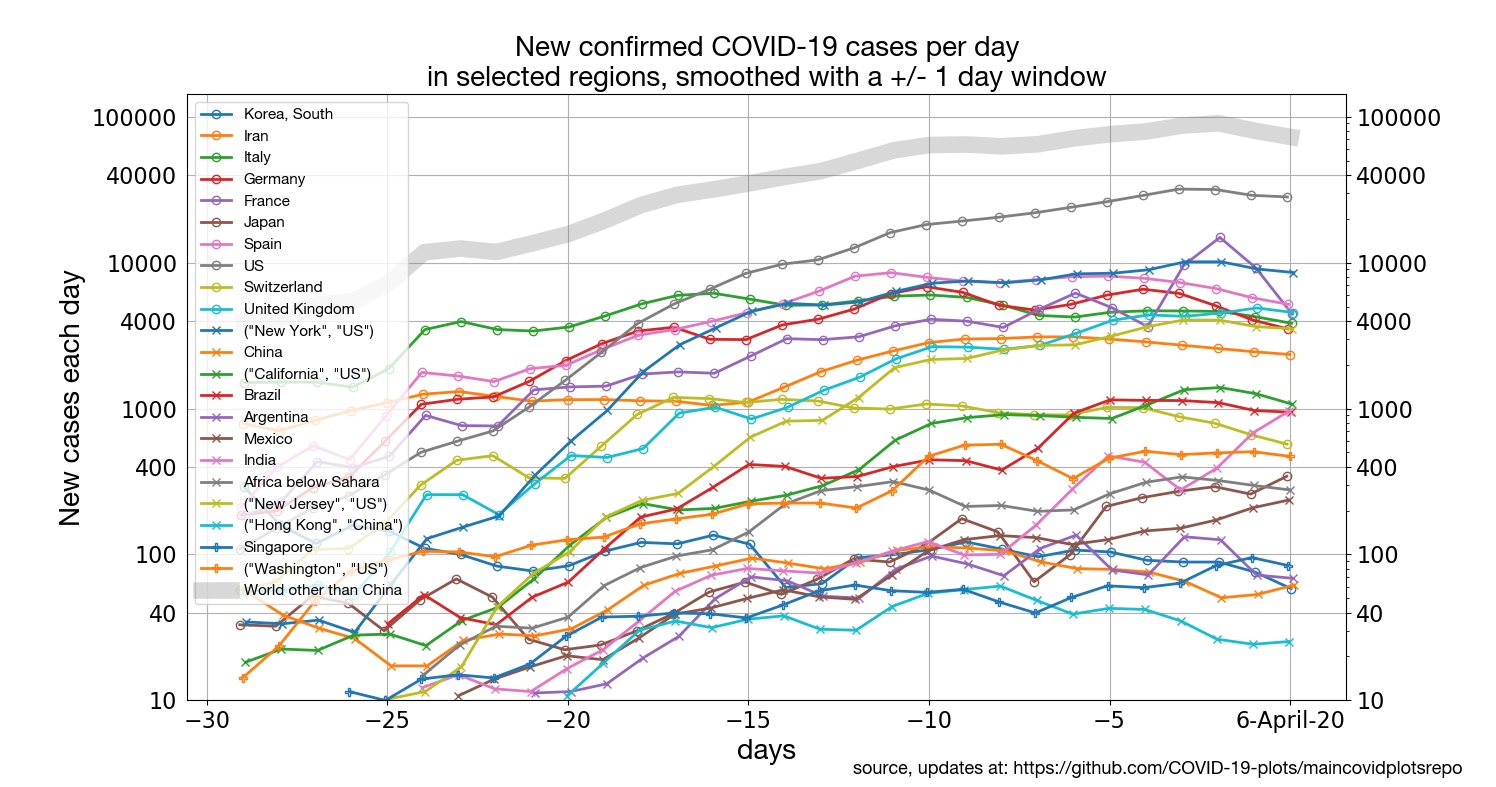 New confirmed COVID-19 cases per day
in selected regions, smoothed with a +/- 1 day window
New cases each day
100000
40000
10000
4000
1000
400
100
40
10
Korea, South
Iran
Italy
Germany
France
Japan
Spain
US
Switzerland
United Kingdom
("New York", "US")
China
("California", "US")
Brazil
Argentina
Mexico
India
Africa below Sahara
("New Jersey", "US")
("Hong Kong", "China")
Singapore
("Washington", "US")
World other than China
100000
40000
10000
4000
1000
400
100
40
10
−30 −25 −20 −15 −10 −5 6-April-20
days
source, updates at: https://github.com/COVID-19-plots/maincovidplotsrepo